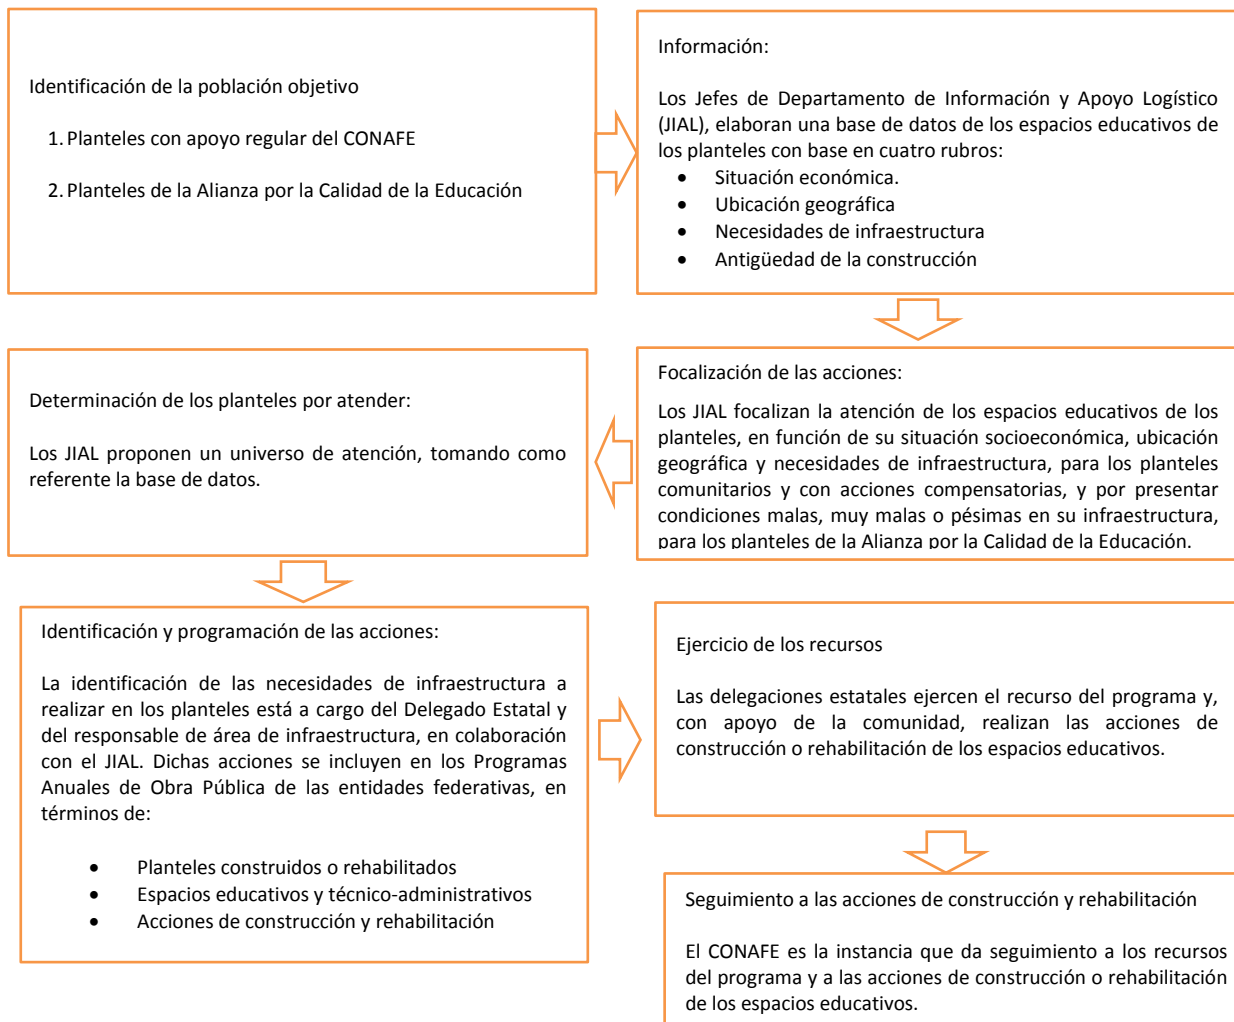 Identificación de la población objetivo
1. Planteles con apoyo regular del CONAFE
2. Planteles de la Alianza por la Calidad de la Educación
Información:
Los Jefes de Departamento de Información y Apoyo Logístico
(JIAL), elaboran una base de datos de los espacios educativos de
los planteles con base en cuatro rubros:
• Situación económica.
• Ubicación geográfica
• Necesidades de infraestructura
• Antigüedad de la construcción
Focalización de las acciones:
Los JIAL focalizan la atención de los espacios educativos de los
planteles, en función de su situación socioeconómica, ubicación
geográfica y necesidades de infraestructura, para los planteles
comunitarios y con acciones compensatorias, y por presentar
condiciones malas, muy malas o pésimas en su infraestructura,
para los planteles de la Alianza por la Calidad de la Educación.
Determinación de los planteles por atender:
Los JIAL proponen un universo de atención, tomando como
referente la base de datos.
Identificación y programación de las acciones:
La identificación de las necesidades de infraestructura a
realizar en los planteles está a cargo del Delegado Estatal y
del responsable de área de infraestructura, en colaboración
con el JIAL. Dichas acciones se incluyen en los Programas
Anuales de Obra Pública de las entidades federativas, en
términos de:
• Planteles construidos o rehabilitados
• Espacios educativos y técnico-administrativos
• Acciones de construcción y rehabilitación
Ejercicio de los recursos
Las delegaciones estatales ejercen el recurso del programa y,
con apoyo de la comunidad, realizan las acciones de
construcción o rehabilitación de los espacios educativos.
Seguimiento a las acciones de construcción y rehabilitación
El CONAFE es la instancia que da seguimiento a los recursos
del programa y a las acciones de construcción o rehabilitación
de los espacios educativos.